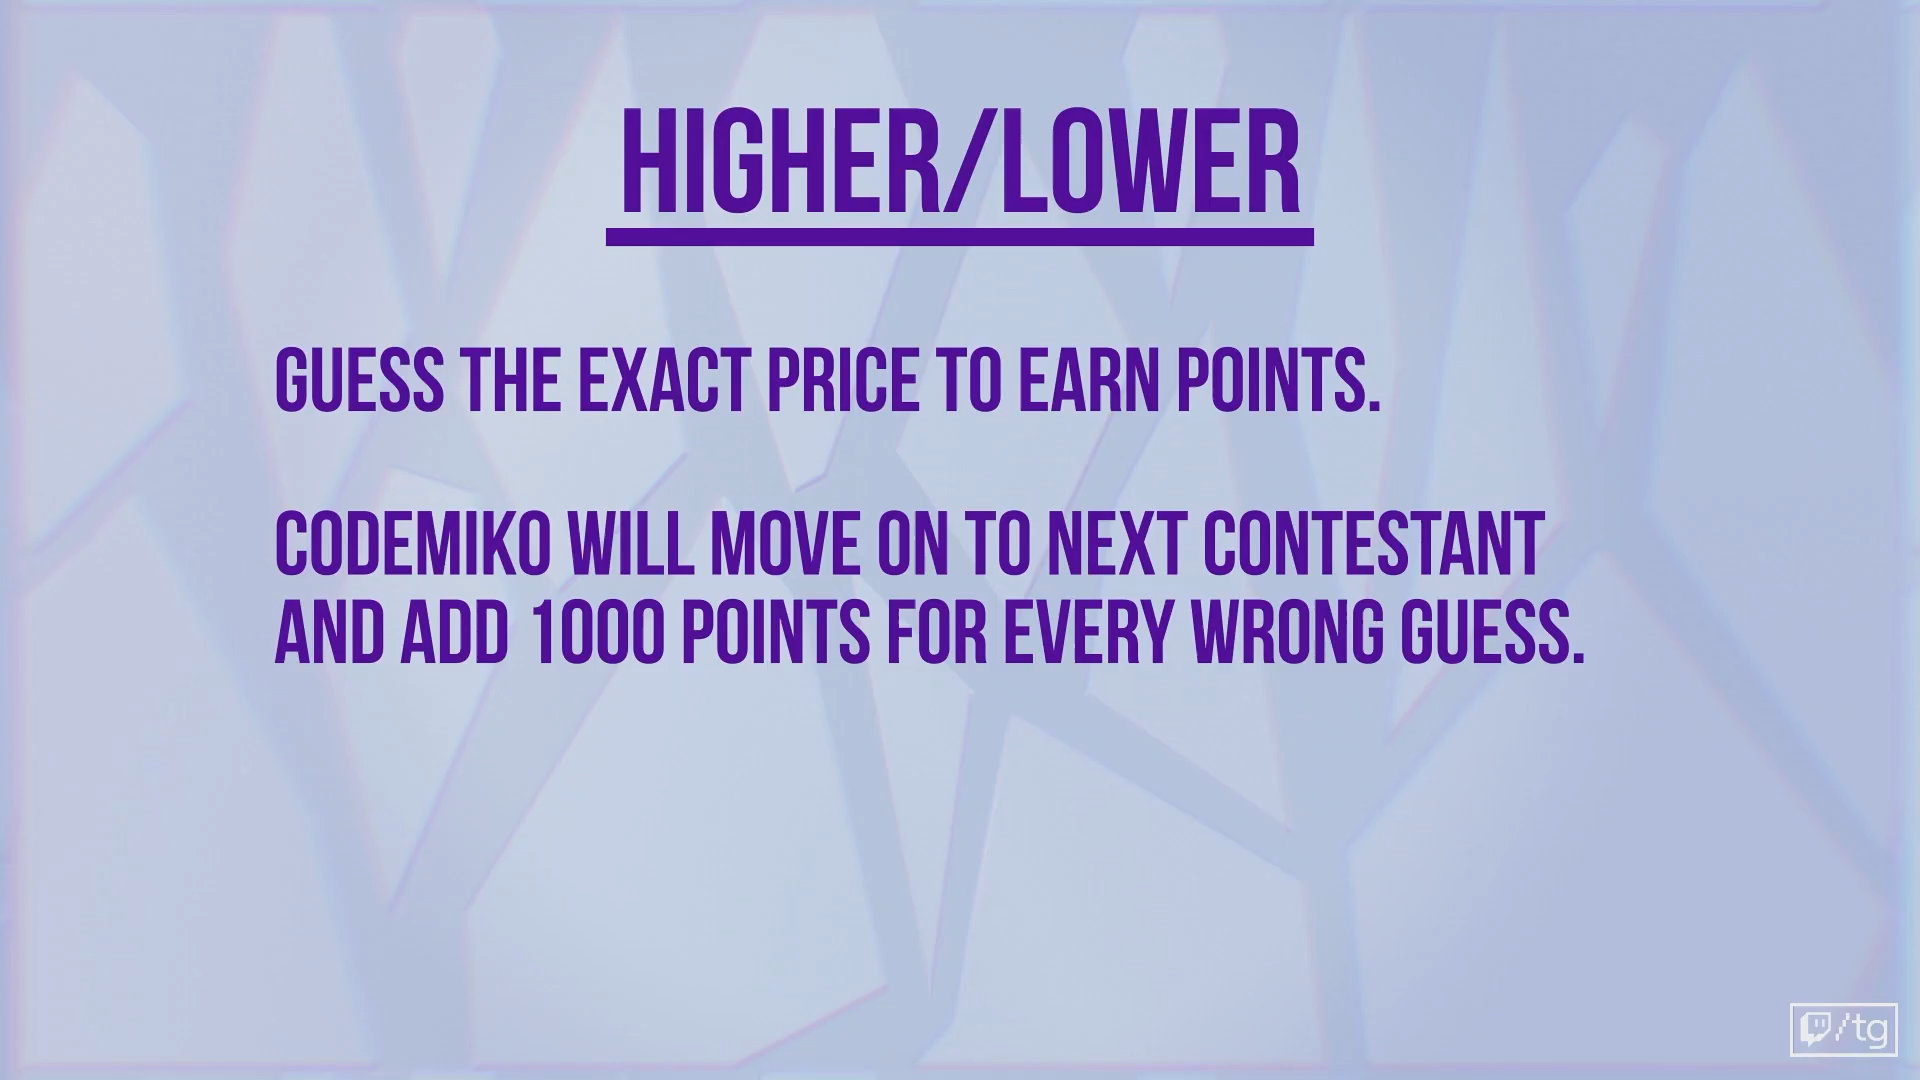 HIGHER/LOWER
GUESS THE EXACT PRICE TO EARN POINTS.
CODEMIKO WILL MOVE ON TO NEXT CONTESTANT
AND ADD 1000 POINTS FOR EVERY WRONG GUESS.
/tg